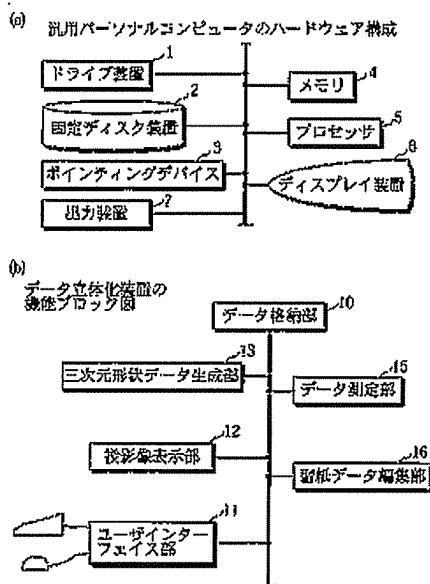 (a)
汎用パーソナルコンピュータのハードウェア構成
1
ドライブ装置
4
メモリ
2
固定ディスク装置
5
プロセッサ
3
ポインティングデバイス
6
ディスプレイ装置
7
出力装置
(b)
データ立体化装置の
機能ブロック図
10
データ格納部
13
三次元形状データ生成部
15
データ測定部
12
投影像表示部
16
型紙データ編集部
11
ユーザインター
フェイス部